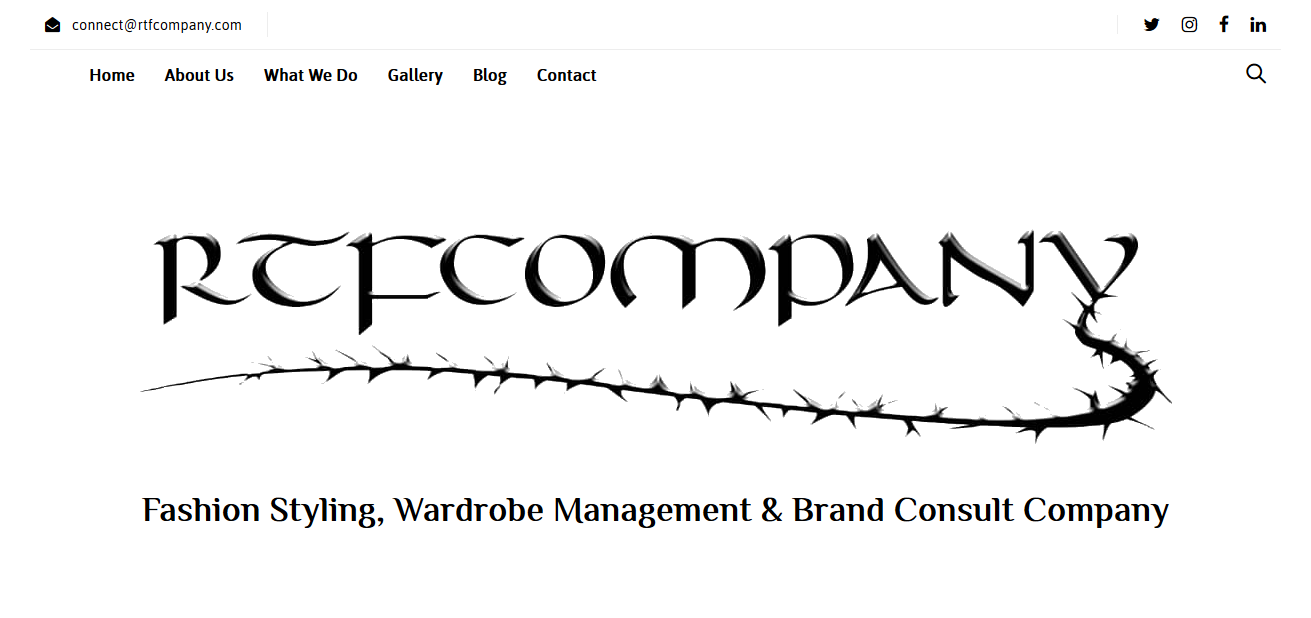 connect@rtfcompany.com
Home About Us What We Do Gallery Blog Contact
RTFCOMPANY
Fashion Styling, Wardrobe Management & Brand Consult Company